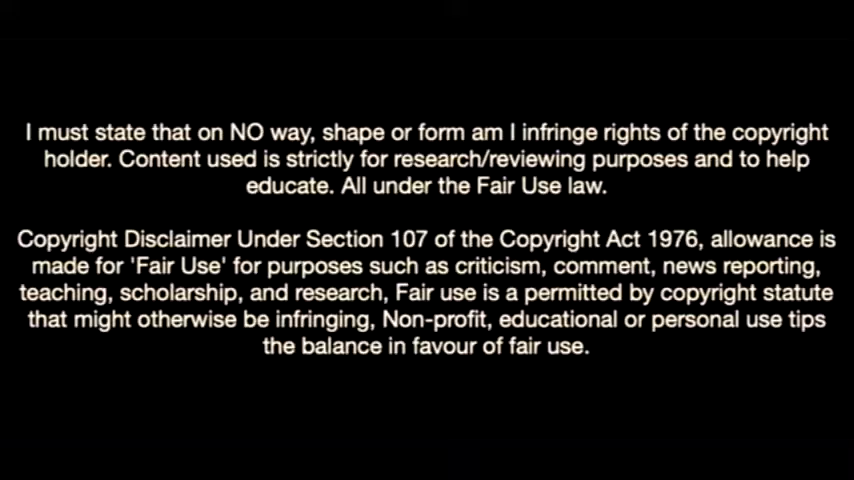 I must state that on NO way, shape or form am I infringe rights of the copyright
holder. Content used is strictly for research/reviewing purposes and to help
educate. All under the Fair Use law.
Copyright Disclaimer Under Section 107 of the Copyright Act 1976, allowance is
made for 'Fair Use' for purposes such as criticism, comment, news reporting,
teaching, scholarship, and research, Fair use is a permitted by copyright statute
that might otherwise be infringing, Non-profit, educational or personal use tips
the balance in favour of fair use.